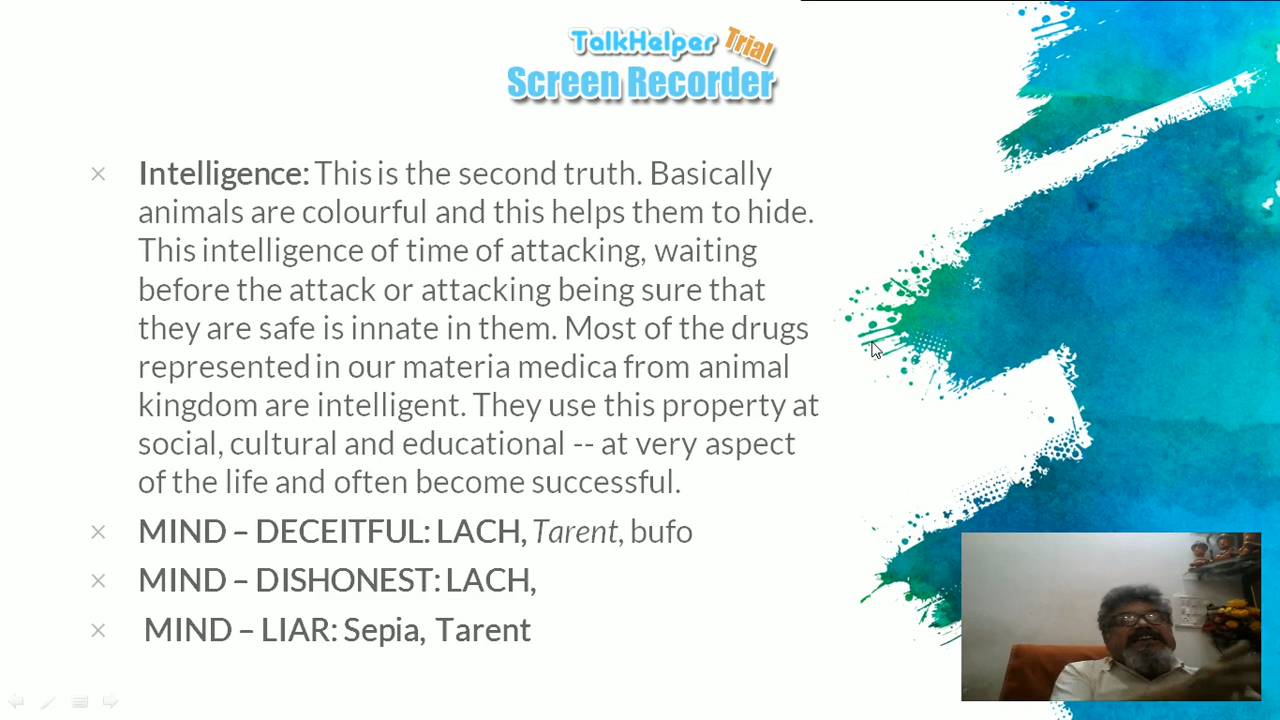 TalkHelper Trial
Screen Recorder
× Intelligence: This is the second truth. Basically
animals are colourful and this helps them to hide.
This intelligence of time of attacking, waiting
before the attack or attacking being sure that
they are safe is innate in them. Most of the drugs
represented in our materia medica from animal
kingdom are intelligent. They use this property at
social, cultural and educational -- at very aspect
of the life and often become successful.
× MIND – DECEITFUL: LACH, Tarent, bufo
× MIND – DISHONEST: LACH,
× MIND – LIAR: Sepia, Tarent